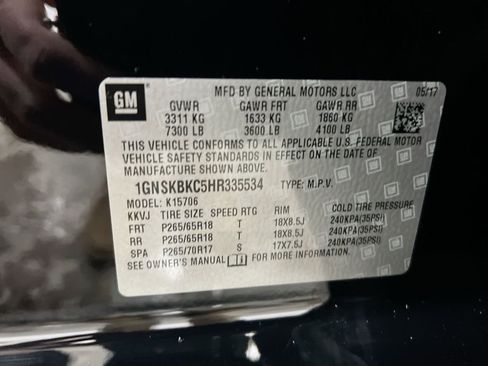 GM
MFD BY GENERAL MOTORS LLC 05/17
GVWR GAWR FRT GAWR RR
3311 KG 1633 KG 1860 KG
7300 LB 3600 LB 4100 LB
THIS VEHICLE CONFORMS TO ALL APPLICABLE U.S. FEDERAL MOTOR
VEHICLE SAFETY STANDARDS IN EFFECT ON THE DATE OF
MANUFACTURE SHOWN ABOVE.
1GNSKBKC5HR335534 TYPE: M.P.V.
MODEL: K15706
KKVJ TIRE SIZE SPEED RTG RIM COLD TIRE PRESSURE
FRT P265/65R18 T 18X8.5J 240KPA(35PSI)
RR P265/65R18 T 18X8.5J 240KPA(35PSI)
SPA P265/70R17 S 17X7.5J 240KPA(35PSI)
SEE OWNER'S MANUAL FOR MORE INFORMATION.